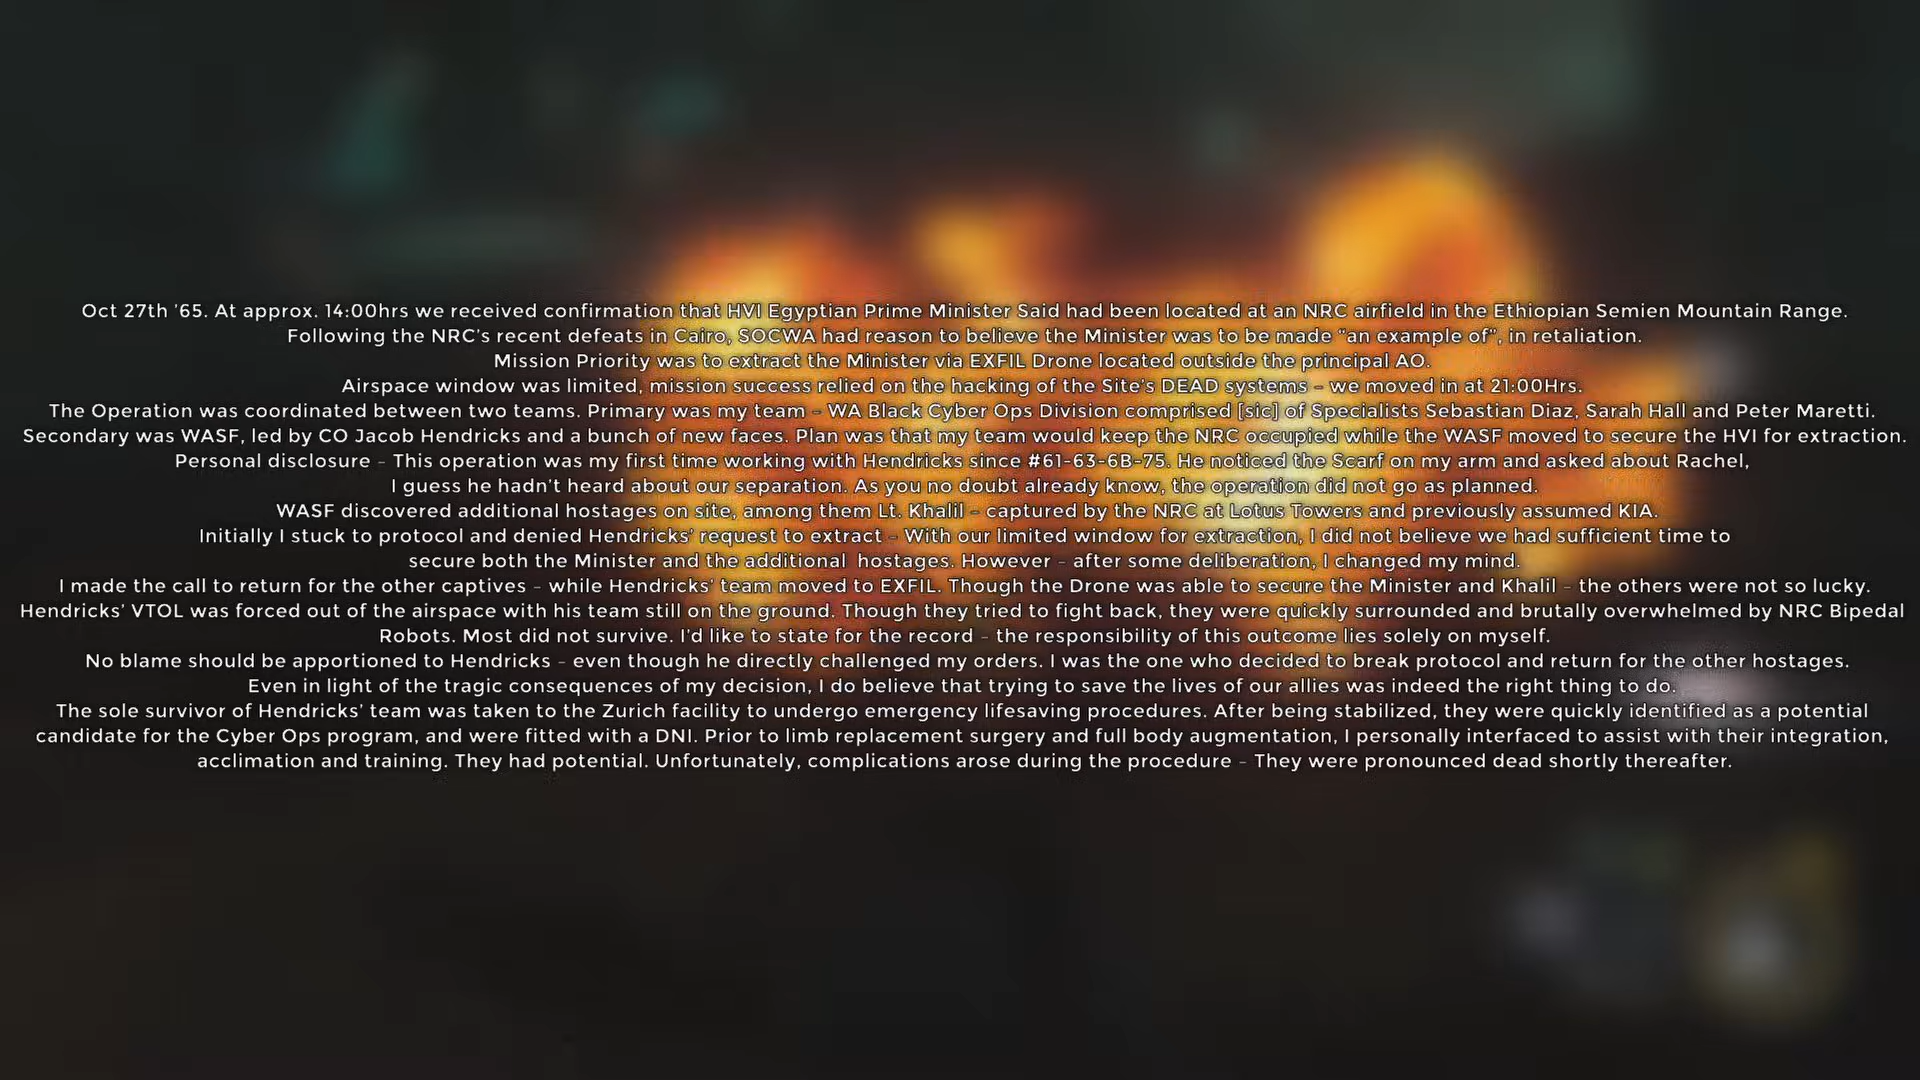 Oct 27th '65. At approx. 14:00hrs we received confirmation that HVI Egyptian Prime Minister Said had been located at an NRC airfield in the Ethiopian Semien Mountain Range.
Following the NRC's recent defeats in Cairo, SOCWA had reason to believe the Minister was to be made "an example of", in retaliation.
Mission Priority was to extract the Minister via EXFIL Drone located outside the principal AO.
Airspace window was limited, mission success relied on the hacking of the Site's DEAD systems - we moved in at 21:00Hrs.
The Operation was coordinated between two teams. Primary was my team - WA Black Cyber Ops Division comprised [sic] of Specialists Sebastian Diaz, Sarah Hall and Peter Maretti.
Secondary was WASF, led by CO Jacob Hendricks and a bunch of new faces. Plan was that my team would keep the NRC occupied while the WASF moved to secure the HVI for extraction.
Personal disclosure - This operation was my first time working with Hendricks since #61-63-6B-75. He noticed the Scarf on my arm and asked about Rachel,
I guess he hadn't heard about our separation. As you no doubt already know, the operation did not go as planned.
WASF discovered additional hostages on site, among them Lt. Khalil - captured by the NRC at Lotus Towers and previously assumed KIA.
Initially I stuck to protocol and denied Hendricks' request to extract - With our limited window for extraction, I did not believe we had sufficient time to
secure both the Minister and the additional  hostages. However - after some deliberation, I changed my mind.
I made the call to return for the other captives - while Hendricks' team moved to EXFIL. Though the Drone was able to secure the Minister and Khalil - the others were not so lucky.
Hendricks' VTOL was forced out of the airspace with his team still on the ground. Though they tried to fight back, they were quickly surrounded and brutally overwhelmed by NRC Bipedal
Robots. Most did not survive. I'd like to state for the record - the responsibility of this outcome lies solely on myself.
No blame should be apportioned to Hendricks - even though he directly challenged my orders. I was the one who decided to break protocol and return for the other hostages.
Even in light of the tragic consequences of my decision, I do believe that trying to save the lives of our allies was indeed the right thing to do.
The sole survivor of Hendricks' team was taken to the Zurich facility to undergo emergency lifesaving procedures. After being stabilized, they were quickly identified as a potential
candidate for the Cyber Ops program, and were fitted with a DNI. Prior to limb replacement surgery and full body augmentation, I personally interfaced to assist with their integration,
acclimation and training. They had potential. Unfortunately, complications arose during the procedure - They were pronounced dead shortly thereafter.